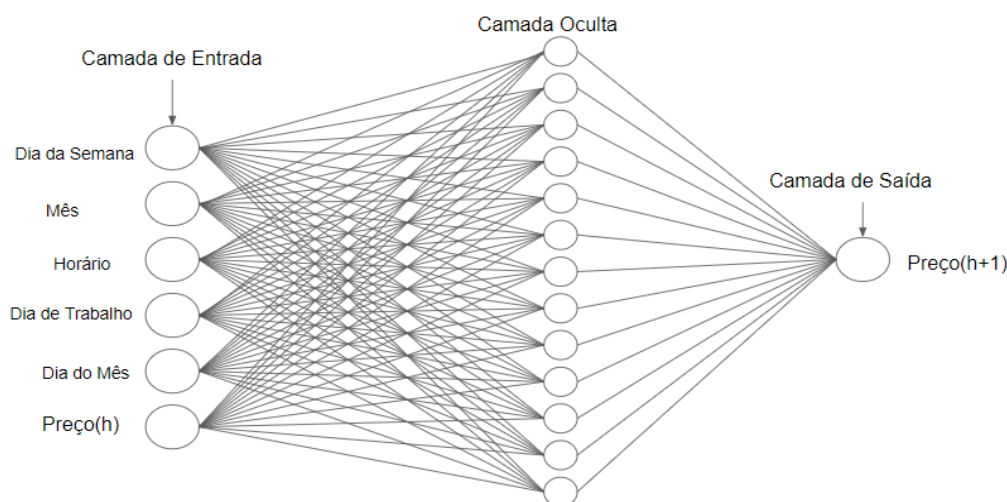 Camada Oculta
Camada de Entrada
Dia da Semana
Mês
Horário
Dia de Trabalho
Dia do Mês
Preço(h)
Camada de Saída
Preço(h+1)